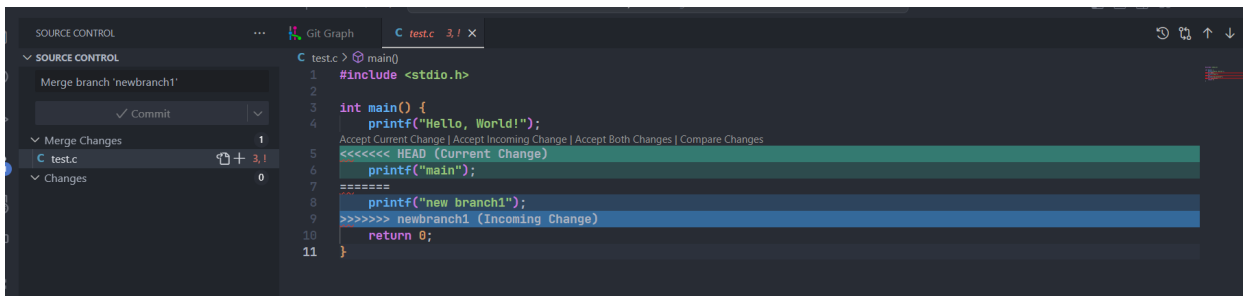 SOURCE CONTROL ...
SOURCE CONTROL
Merge branch 'newbranch1'
Commit
Merge Changes 1
C test.c 3, !
Changes 0
Git Graph C test.c 3, !
C test.c > main()
1 #include <stdio.h>
2
3 int main() {
4 printf("Hello, World!");
Accept Current Change | Accept Incoming Change | Accept Both Changes | Compare Changes
5 <<<<<<< HEAD (Current Change)
6 printf("main");
7 =======
8 printf("new branch1");
9 >>>>>>> newbranch1 (Incoming Change)
10 return 0;
11 }